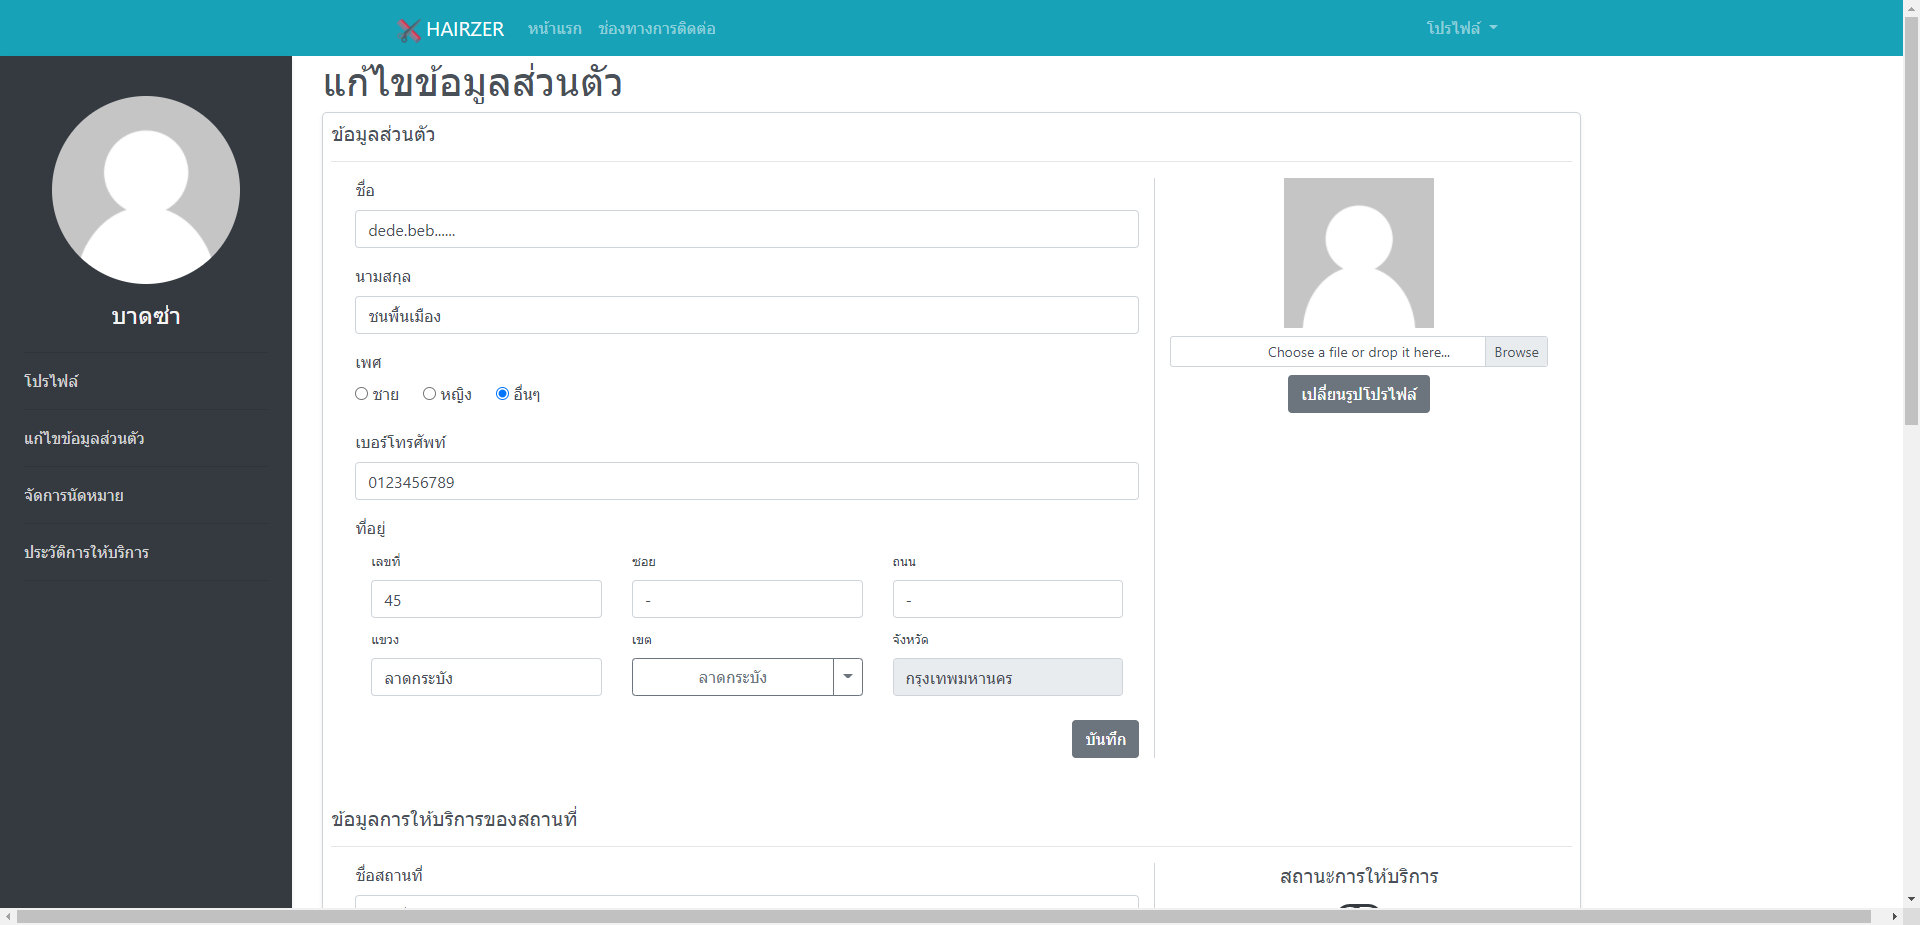 HAIRZER หน้าแรก ช่องทางการติดต่อ โปรไฟล์
บาดซ่า
โปรไฟล์
แก้ไขข้อมูลส่วนตัว
จัดการนัดหมาย
ประวัติการให้บริการ
แก้ไขข้อมูลส่วนตัว
ข้อมูลส่วนตัว
ชื่อ
dede.beb......
นามสกุล
ชนพื้นเมือง
เพศ
ชาย หญิง อื่นๆ
เบอร์โทรศัพท์
0123456789
ที่อยู่
เลขที่ ซอย ถนน
45 - -
แขวง เขต จังหวัด
ลาดกระบัง ลาดกระบัง กรุงเทพมหานคร
บันทึก
Choose a file or drop it here... Browse
เปลี่ยนรูปโปรไฟล์
ข้อมูลการให้บริการของสถานที่
ชื่อสถานที่
สถานะการให้บริการ